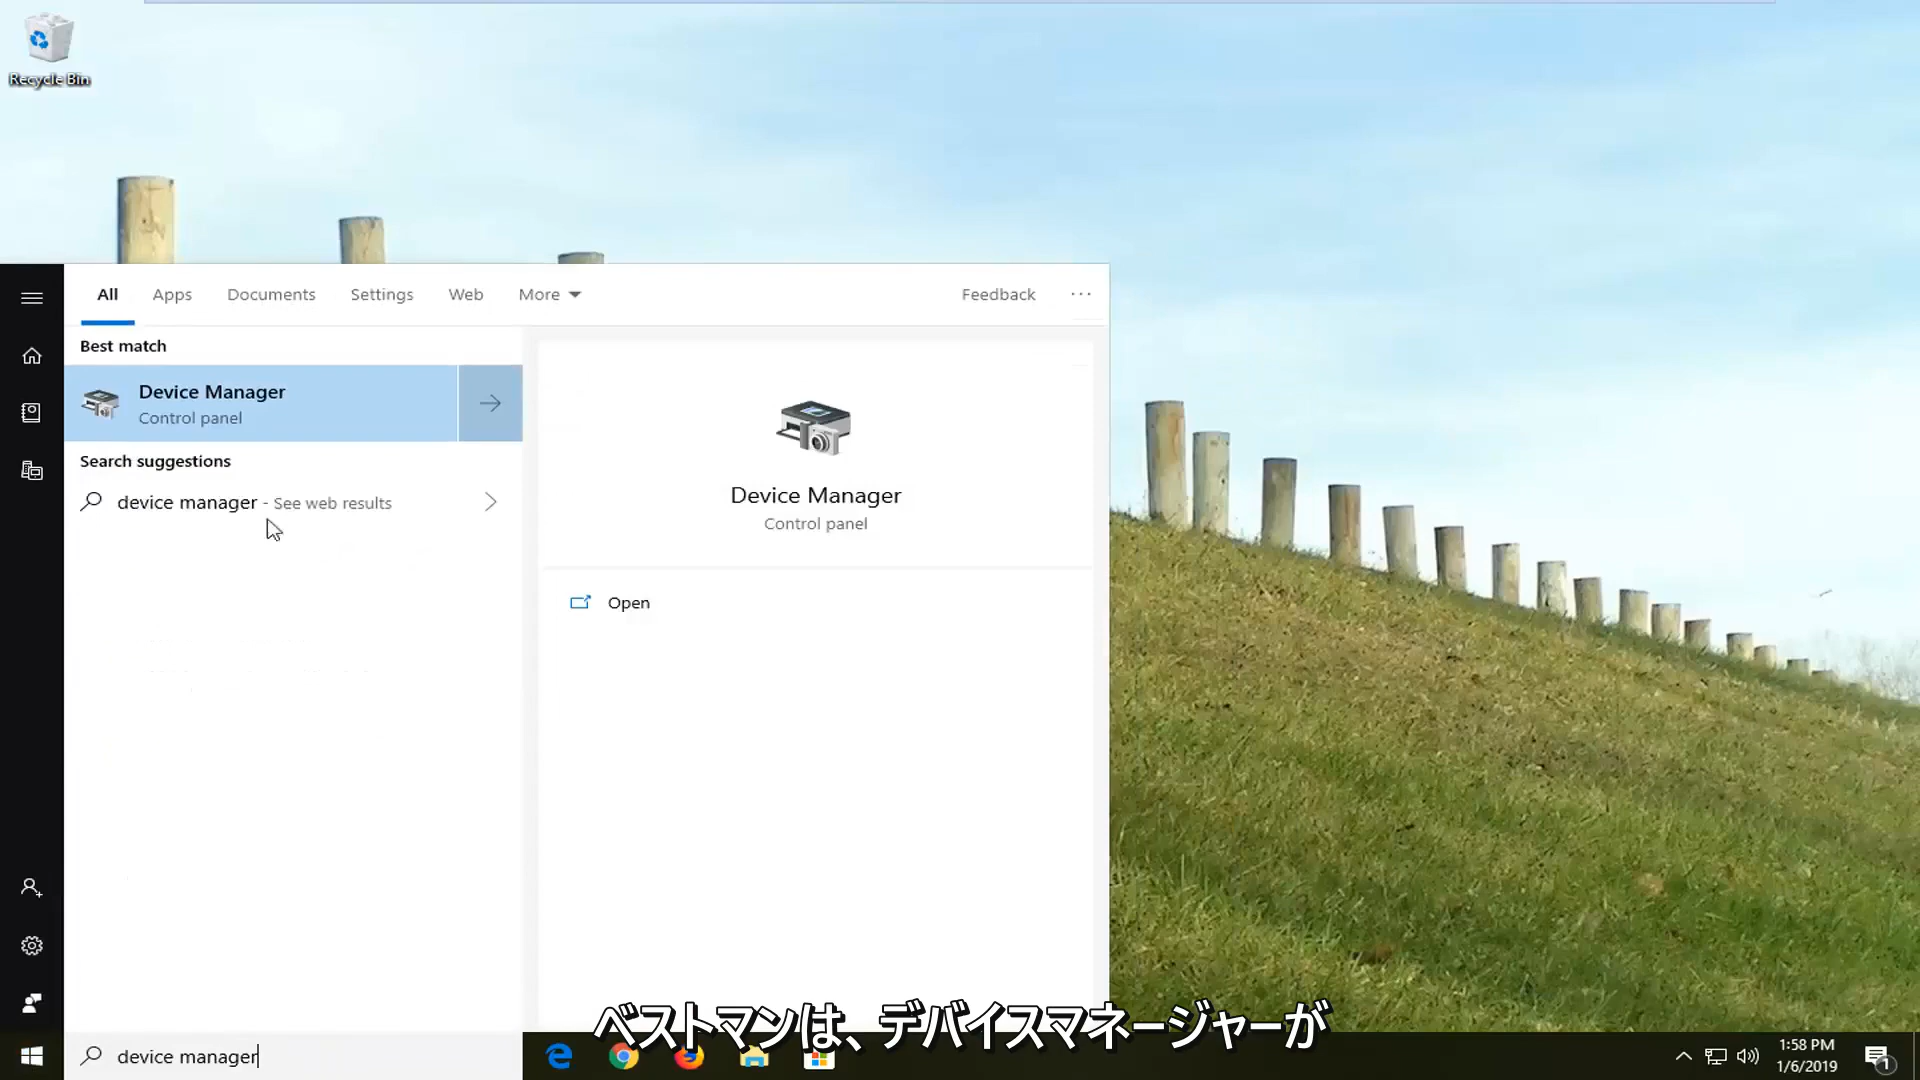 Recycle Bin
All
Apps
Documents
Settings
Web
More
Feedback
Best match
Device Manager
Control panel
Search suggestions
device manager - See web results
Device Manager
Control panel
Open
ベストマンは、デバイスマネージャーが
device manager
1:58 PM
1/6/2019
1